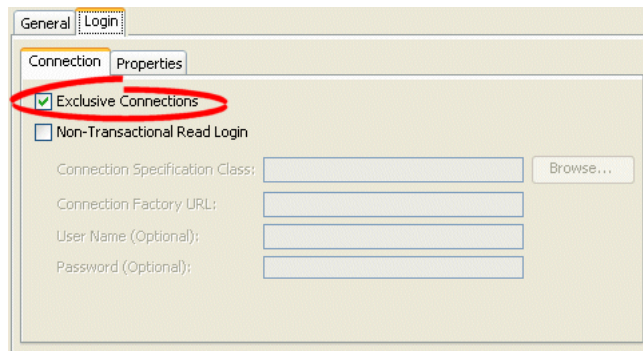 General Login
Connection Properties
Exclusive Connections
Non-Transactional Read Login
Connection Specification Class: Browse...
Connection Factory URL:
User Name (Optional):
Password (Optional):